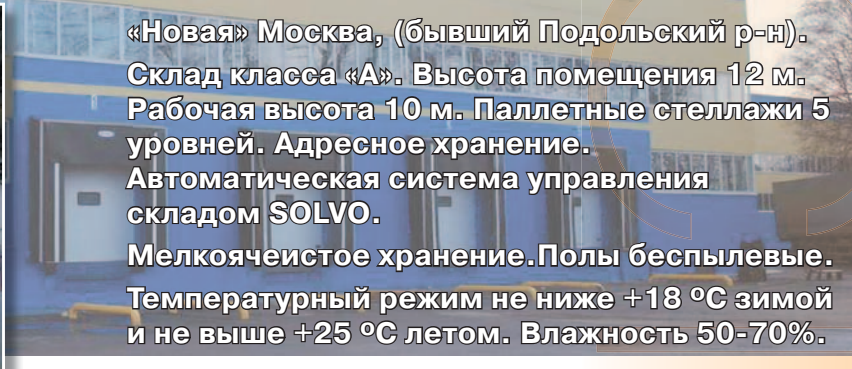 «Новая» Москва, (бывший Подольский р-н).
Склад класса «А». Высота помещения 12 м.
Рабочая высота 10 м. Паллетные стеллажи 5
уровней. Адресное хранение.
Автоматическая система управления
складом SOLVO.
Мелкоячеистое хранение.Полы беспылевые.
Температурный режим не ниже +18 ºС зимой
и не выше +25 ºС летом. Влажность 50-70%.